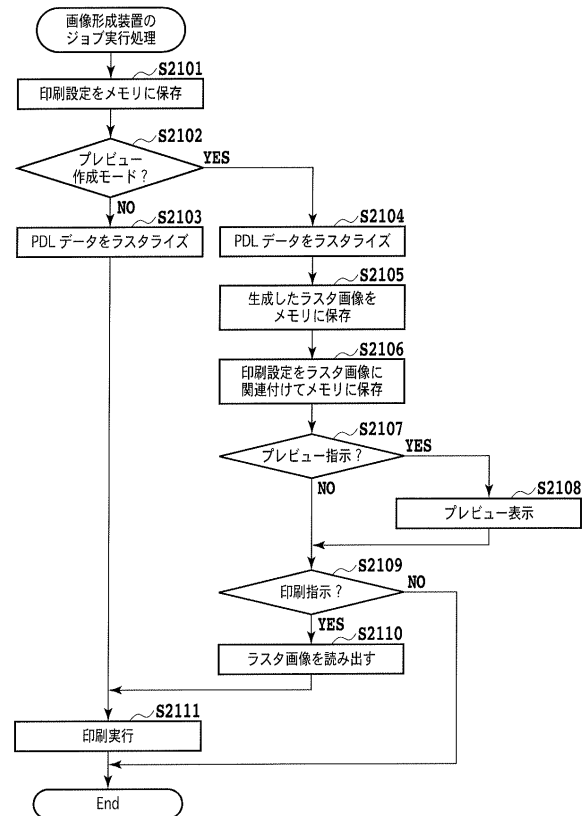 画像形成装置の
ジョブ実行処理
S2101
印刷設定をメモリに保存
S2102
プレビュー
作成モード？
YES
NO
S2103
PDL データをラスタライズ
S2104
PDL データをラスタライズ
S2105
生成したラスタ画像を
メモリに保存
S2106
印刷設定をラスタ画像に
関連付けてメモリに保存
S2107
プレビュー指示？
YES
NO
S2108
プレビュー表示
S2109
印刷指示？
NO
YES
S2110
ラスタ画像を読み出す
S2111
印刷実行
End